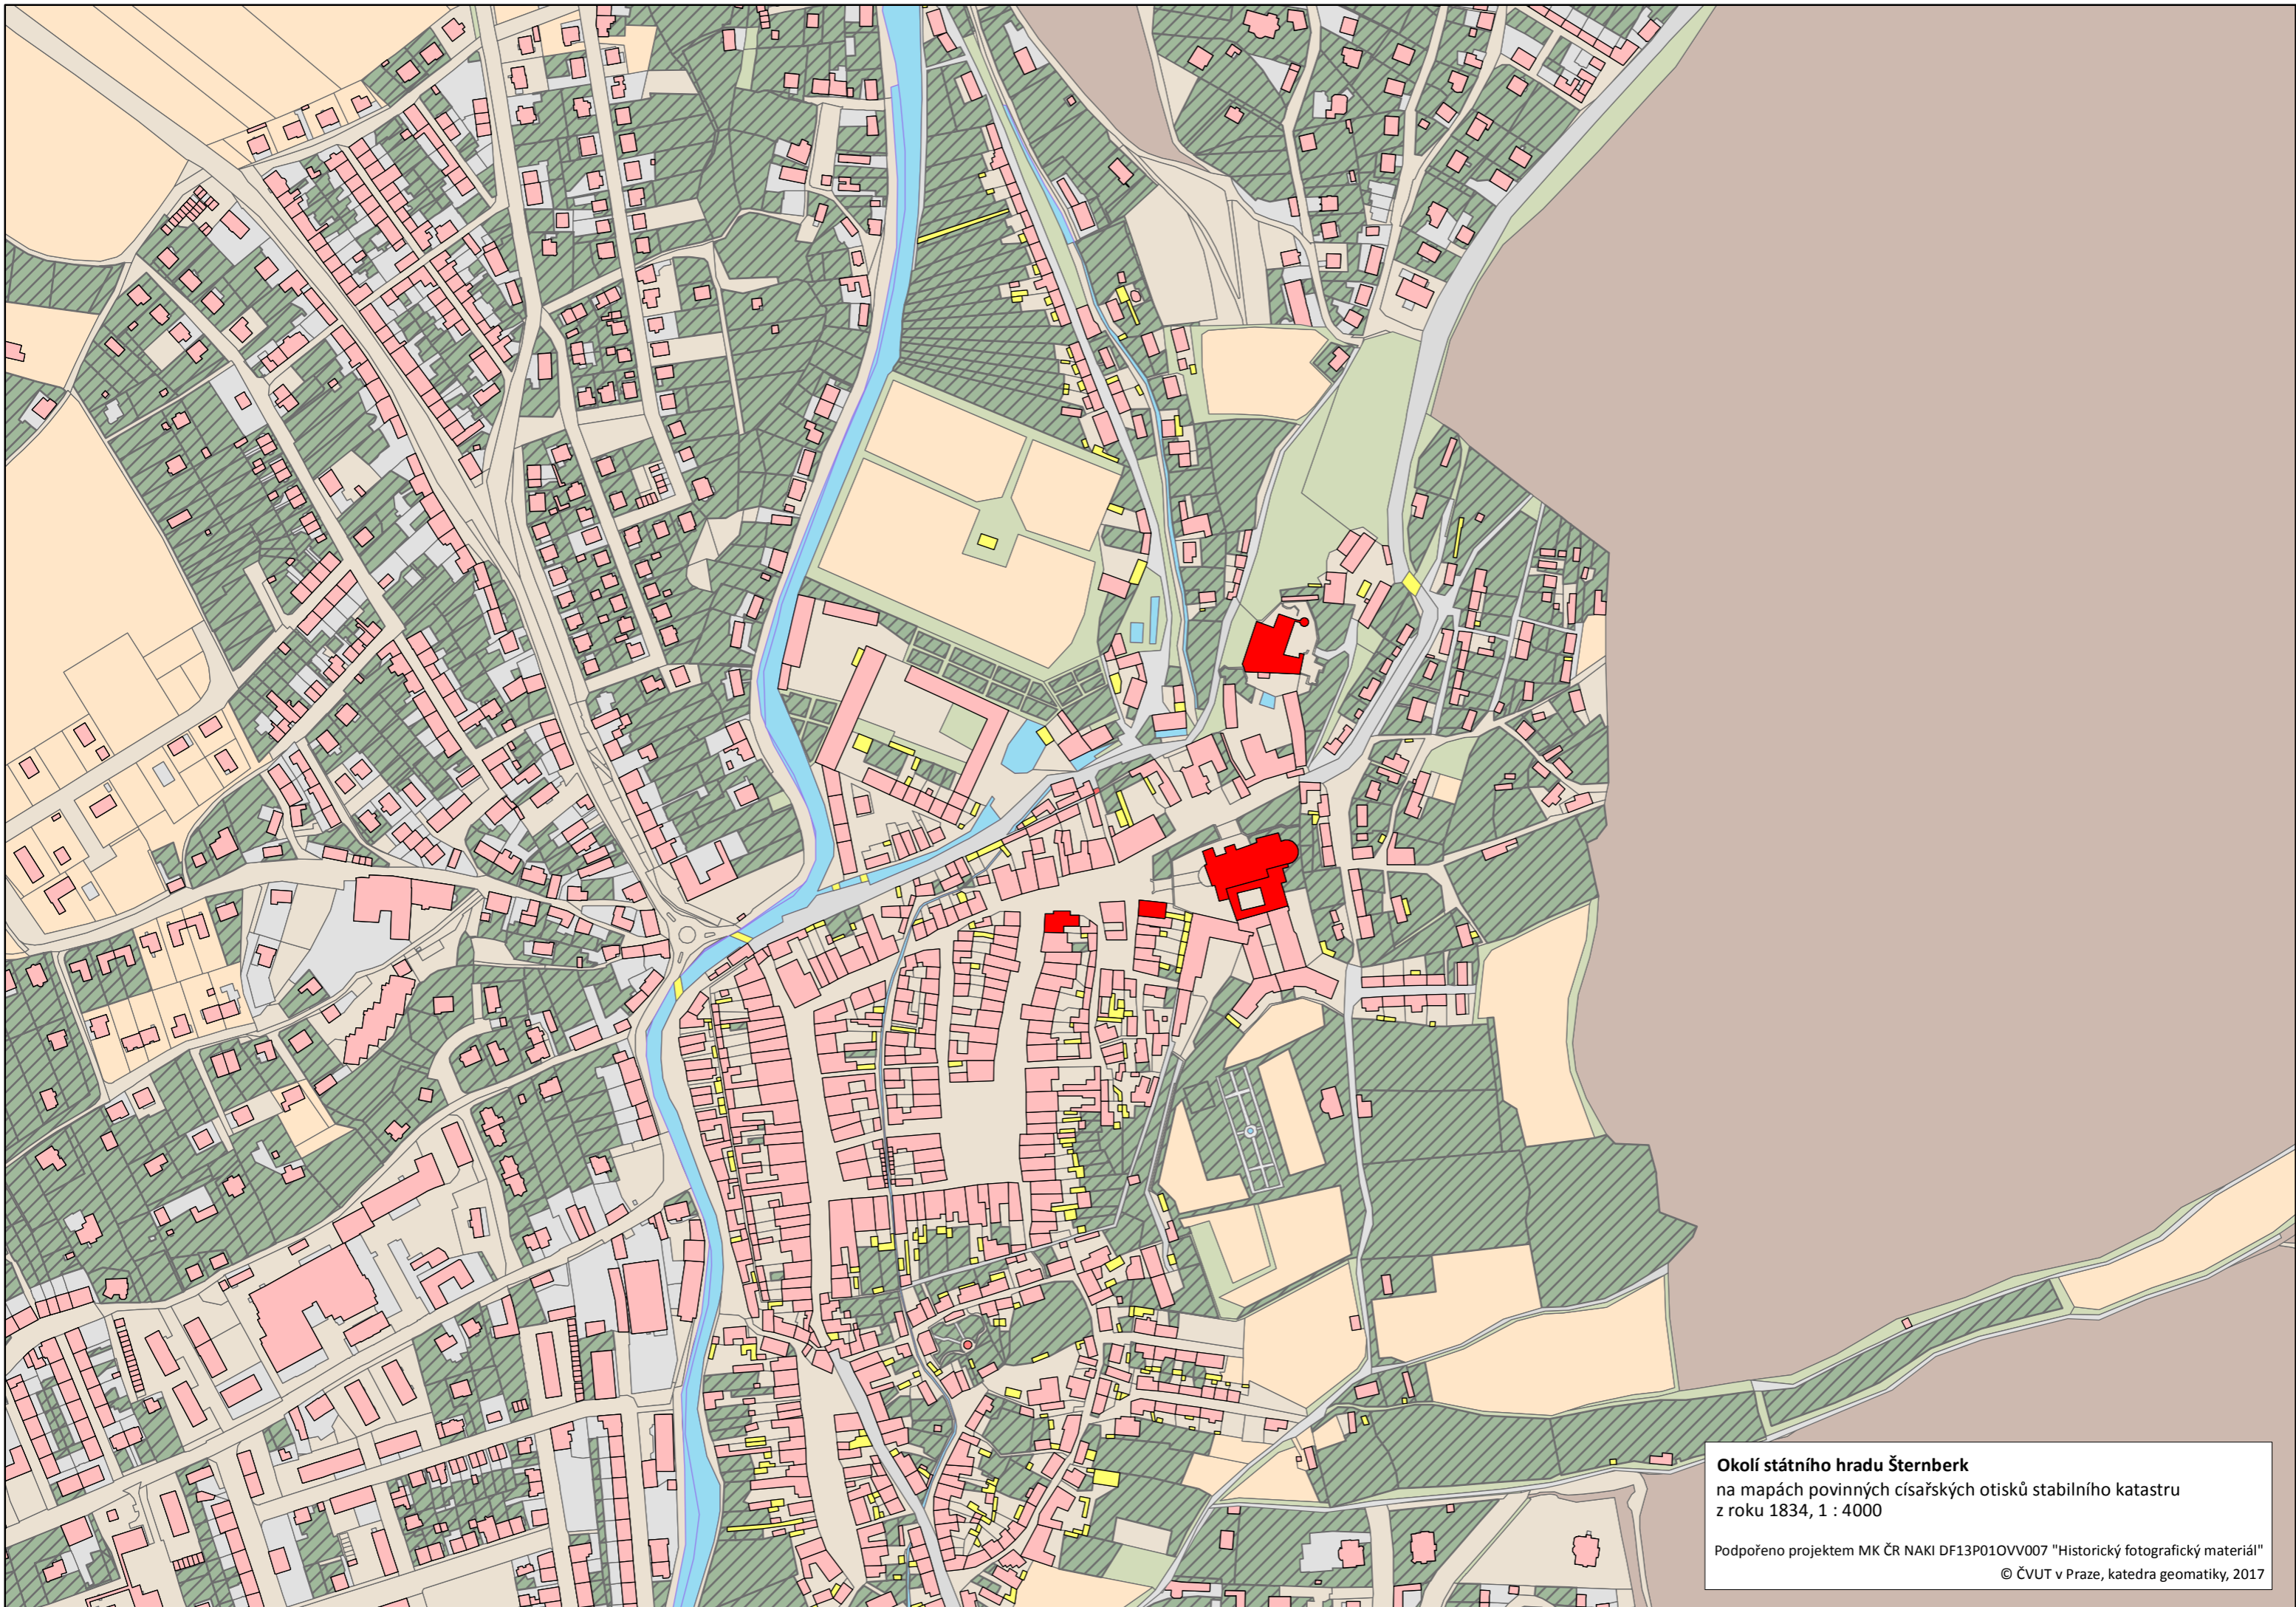 Okolí státního hradu Šternberk
na mapách povinných císařských otisků stabilního katastru
z roku 1834, 1 : 4000
Podpořeno projektem MK ČR NAKI DF13P01OVV007 "Historický fotografický materiál"
© ČVUT v Praze, katedra geomatiky, 2017